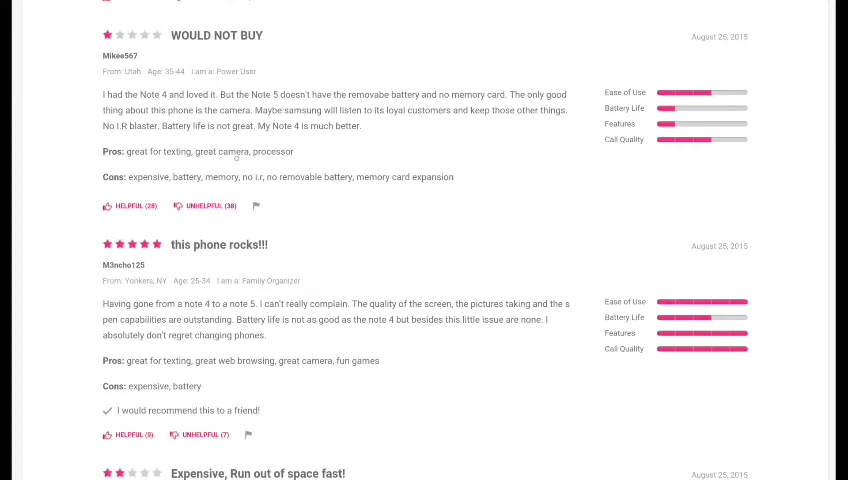 WOULD NOT BUY
August 25, 2015
Mikee567
From: Utah Age: 35-44 I am a: Power User
I had the Note 4 and loved it. But the Note 5 doesn't have the removabe battery and no memory card. The only good
thing about this phone is the camera. Maybe samsung will listen to its loyal customers and keep those other things.
No I.R blaster. Battery life is not great. My Note 4 is much better.
Ease of Use
Battery Life
Features
Call Quality
Pros: great for texting, great camera, processor
Cons: expensive, battery, memory, no i.r, no removable battery, memory card expansion
HELPFUL (28) UNHELPFUL (38)
this phone rocks!!!
August 25, 2015
M3ncho125
From: Yonkers, NY Age: 25-34 I am a: Family Organizer
Having gone from a note 4 to a note 5. I can't really complain. The quality of the screen, the pictures taking and the s
pen capabilities are outstanding. Battery life is not as good as the note 4 but besides this little issue are none. I
absolutely don't regret changing phones.
Ease of Use
Battery Life
Features
Call Quality
Pros: great for texting, great web browsing, great camera, fun games
Cons: expensive, battery
I would recommend this to a friend!
HELPFUL (9) UNHELPFUL (7)
Expensive, Run out of space fast!
August 25, 2015